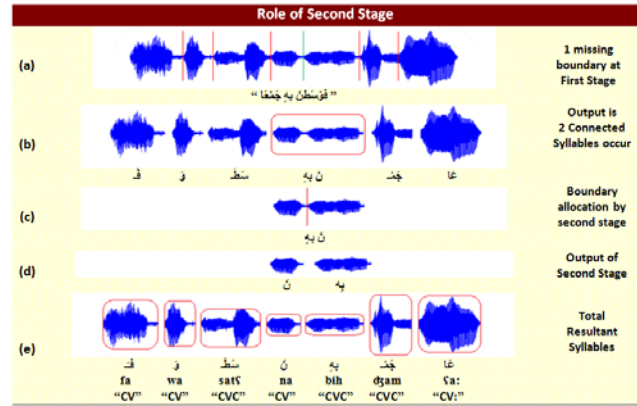 Role of Second Stage
(a)
1 missing
boundary at
First Stage
” فَوَسَطْنَ بِهِ جَمْعًا “
(b)
Output is
2 Connected
Syllables occur
فَـ وَ سَطْـ نَ بِهِ جَمْـ عًا
(c)
Boundary
allocation by
second stage
نَ بِهِ
(d)
Output of
Second Stage
نَ بِهِ
(e)
Total
Resultant
Syllables
فَـ وَ سَطْـ نَ بِهِ جَمْـ عَا
fa wa satʕ na bih ʤam ʕa:
“CV” “CV” “CVC” “CV” “CVC” “CVC” “CV:”